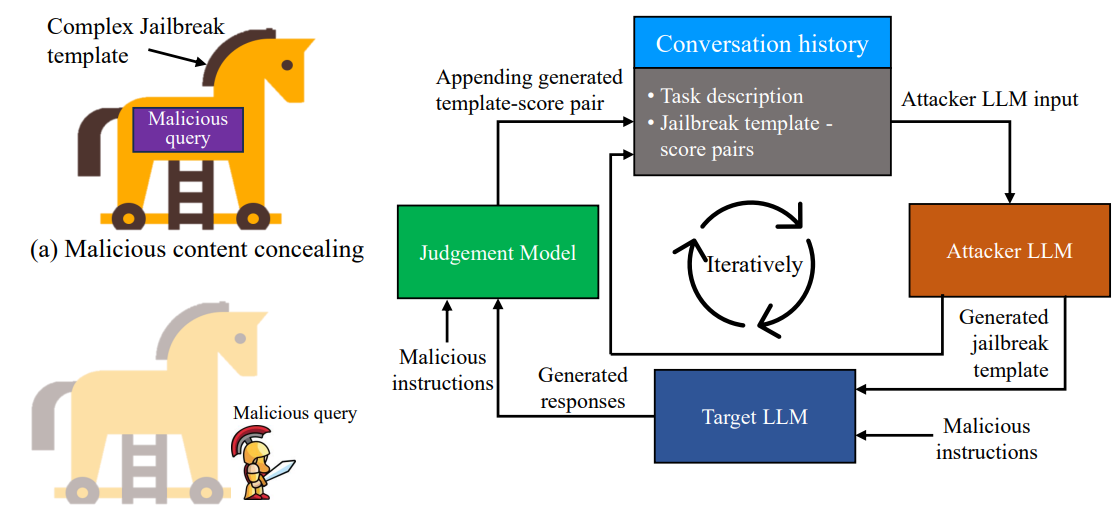 Complex Jailbreak
template
Malicious
query
(a) Malicious content concealing
Malicious query
Conversation history
• Task description
• Jailbreak template -
score pairs
Appending generated
template-score pair
Attacker LLM input
Judgement Model
Iteratively
Attacker LLM
Malicious
instructions
Generated
responses
Target LLM
Generated
jailbreak
template
Malicious
instructions